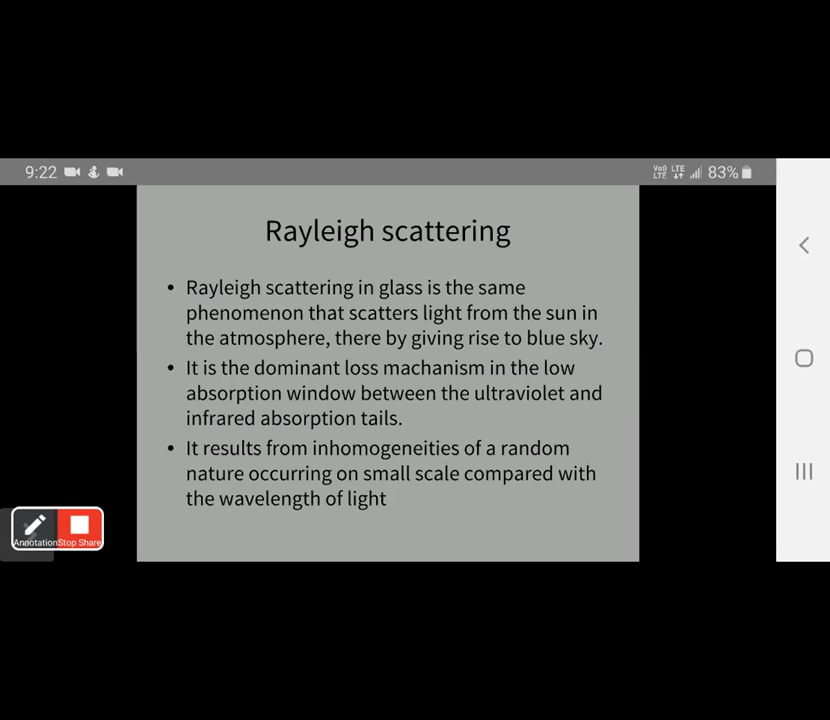 9:22
Vo)) LTE LTE 83%
Rayleigh scattering
• Rayleigh scattering in glass is the same
phenomenon that scatters light from the sun in
the atmosphere, there by giving rise to blue sky.
• It is the dominant loss machanism in the low
absorption window between the ultraviolet and
infrared absorption tails.
• It results from inhomogeneities of a random
nature occurring on small scale compared with
the wavelength of light
Annotation Stop Share